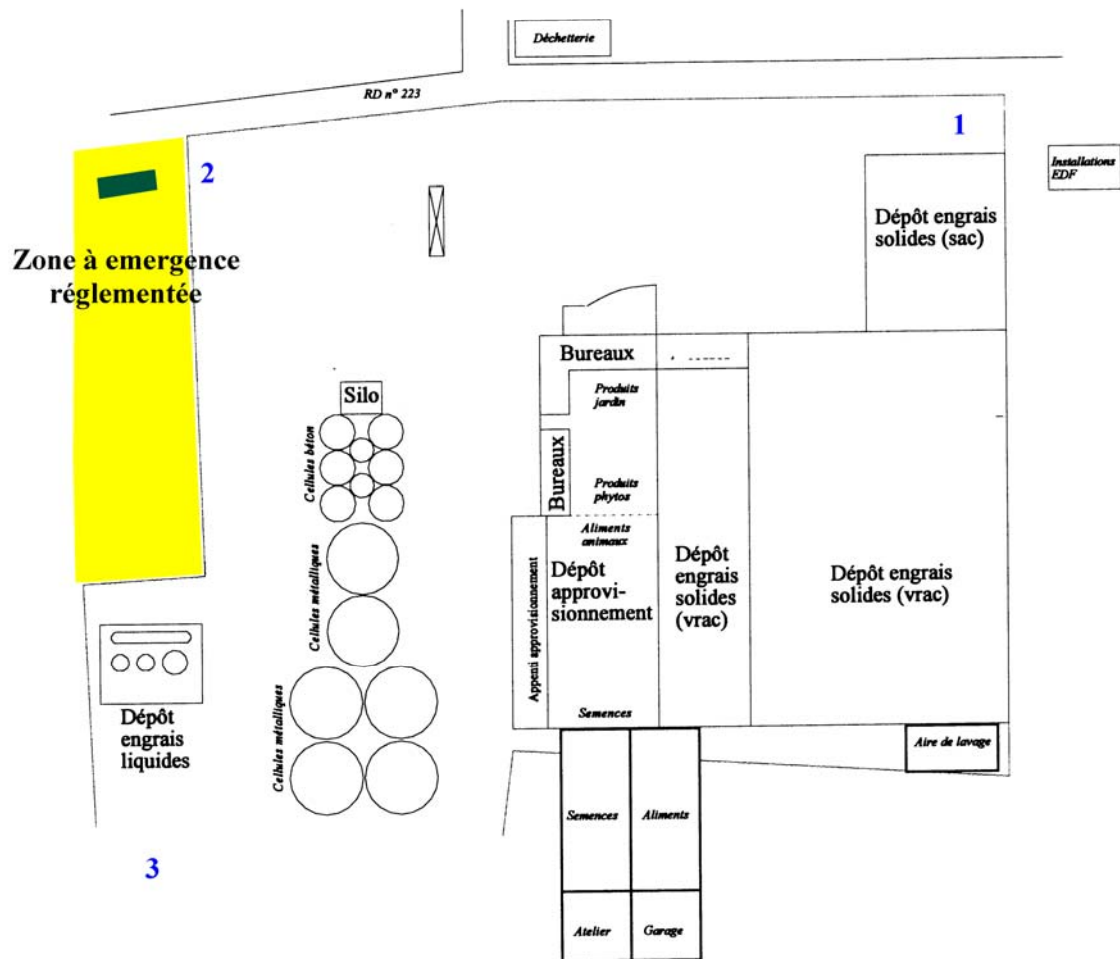 Déchetterie
RD n° 223
1
Installations
EDF
2
Dépôt engrais
solides (sac)
Zone à emergence
réglementée
Bureaux
Silo
Produits
jardin
Cellules béton
Bureaux
Produits
phytos
Aliments
animaux
Dépôt
approvi-
sionnement
Dépôt
engrais
solides
(vrac)
Dépôt engrais
solides (vrac)
Cellules métalliques
Appenti approvisionnement
Dépôt
engrais
liquides
Cellules métalliques
Semences
Aire de lavage
Semences
Aliments
3
Atelier
Garage